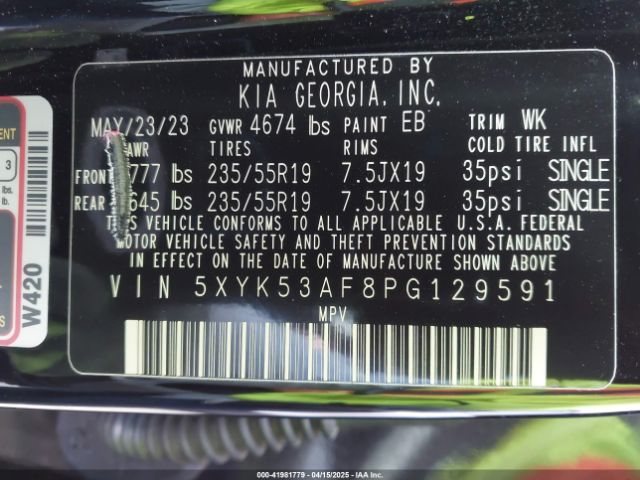 MANUFACTURED BY
KIA GEORGIA, INC.
MAY/23/23 GVWR 4674 lbs PAINT EB TRIM WK
TIRES RIMS COLD TIRE INFL
FRONT lbs 235/55R19 7.5JX19 35psi SINGLE
REAR lbs 235/55R19 7.5JX19 35psi SINGLE
THIS VEHICLE CONFORMS TO ALL APPLICABLE U.S.A. FEDERAL
MOTOR VEHICLE SAFETY AND THEFT PREVENTION STANDARDS
IN EFFECT ON THE DATE OF MANUFACTURE SHOWN ABOVE.
VIN 5XYK53AF8PG129591
MPV
3
lbs.
lb.
W420
000-41981779 04/15/2025 IAA Inc.